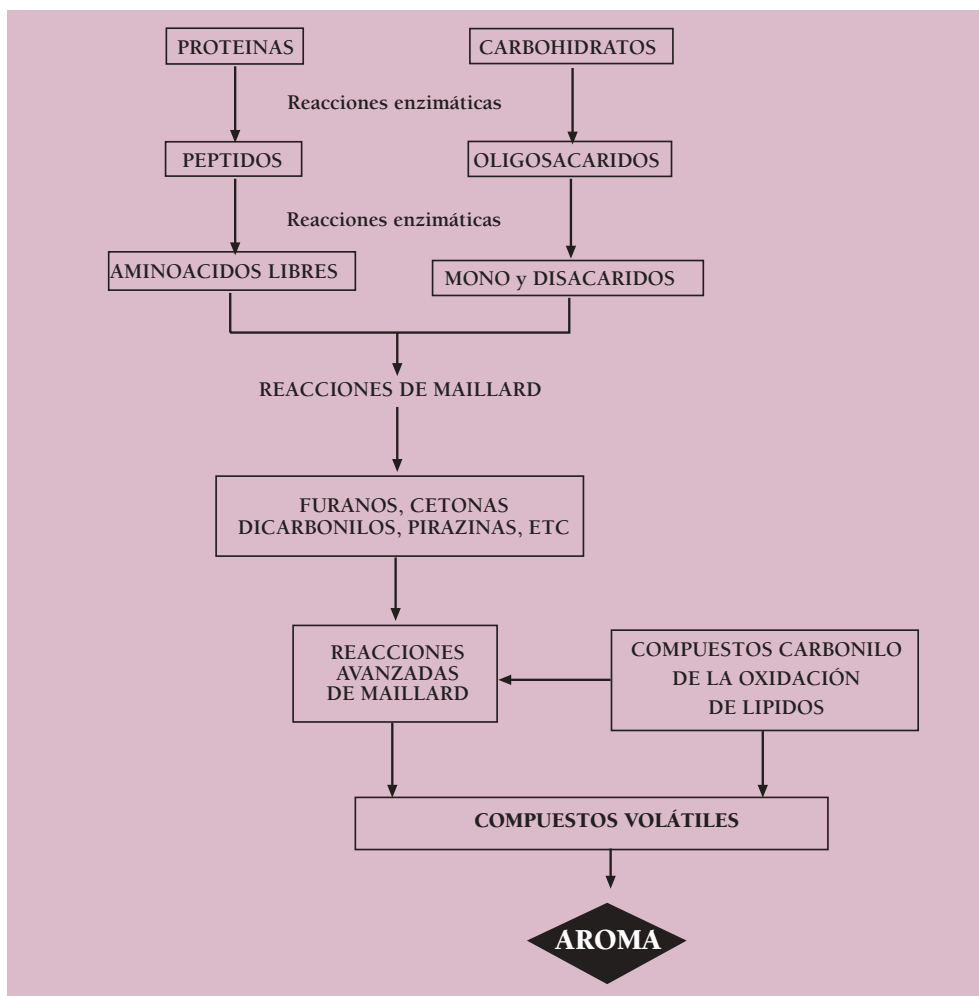 PROTEINAS
CARBOHIDRATOS
Reacciones enzimáticas
PEPTIDOS
OLIGOSACARIDOS
Reacciones enzimáticas
AMINOACIDOS LIBRES
MONO y DISACARIDOS
REACCIONES DE MAILLARD
FURANOS, CETONAS
DICARBONILOS, PIRAZINAS, ETC
REACCIONES
AVANZADAS
DE MAILLARD
COMPUESTOS CARBONILO
DE LA OXIDACIÓN
DE LIPIDOS
COMPUESTOS VOLÁTILES
AROMA